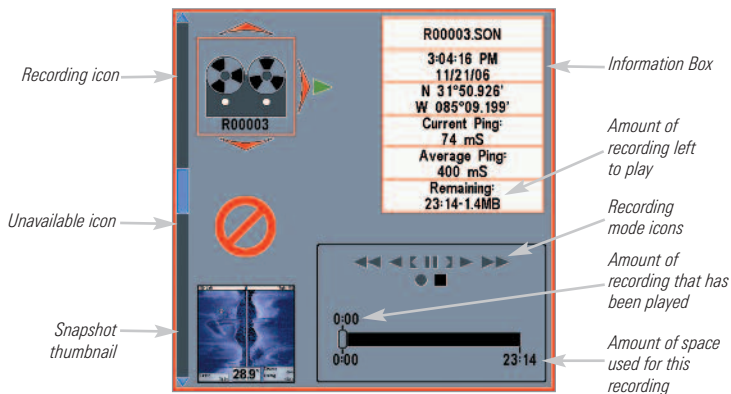 Recording icon
Unavailable icon
Snapshot
thumbnail
R00003
28.9°
R00003.SON
3:04:16 PM
11/21/06
N 31°50.926'
W 085°09.199'
Current Ping:
74 mS
Average Ping:
400 mS
Remaining:
23:14-1.4MB
0:00
0:00
23:14
Information Box
Amount of
recording left
to play
Recording
mode icons
Amount of
recording that has
been played
Amount of space
used for this
recording